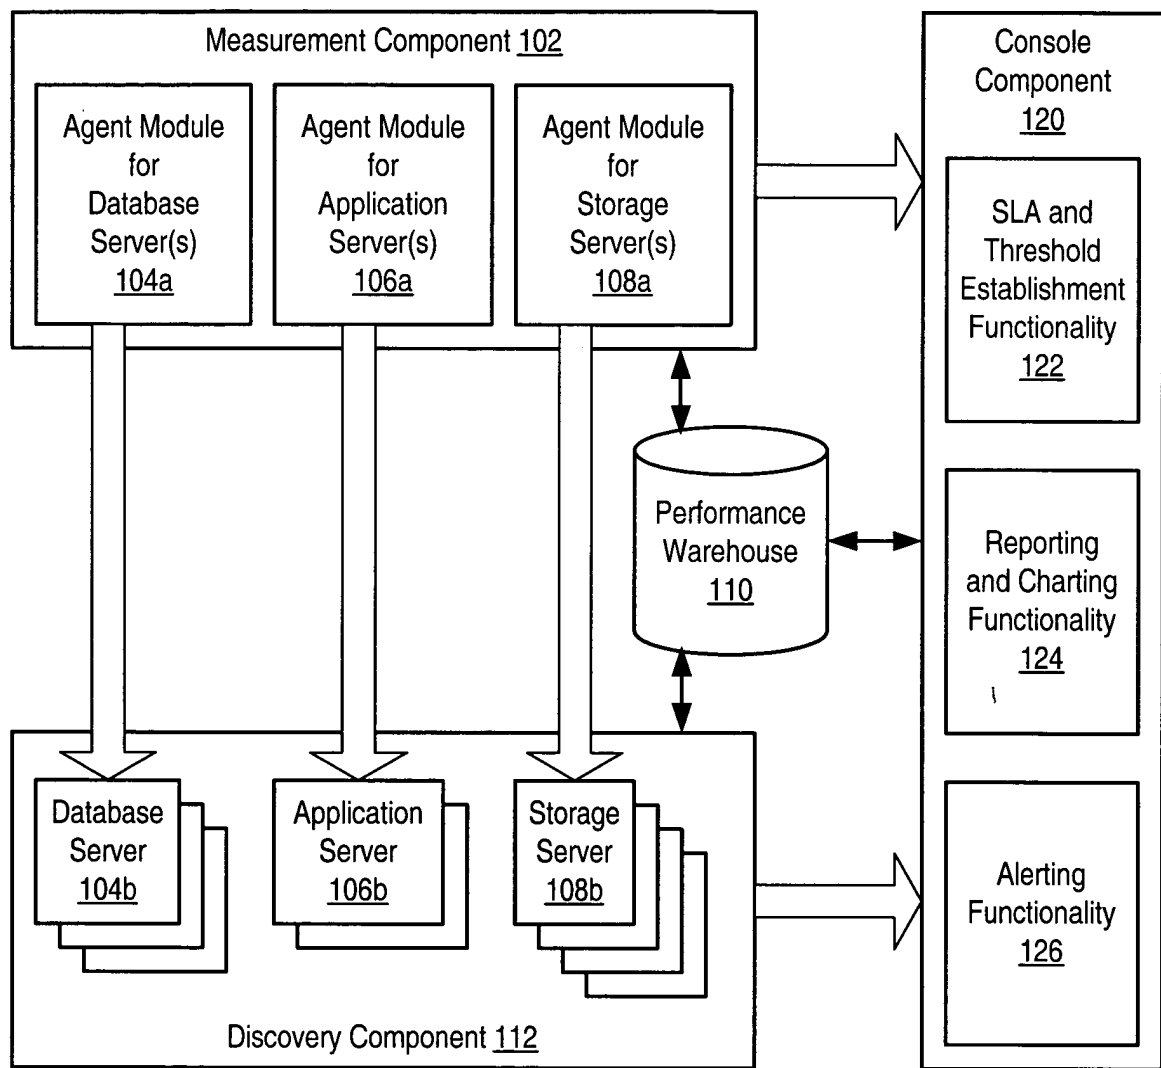 Measurement Component 102
Agent Module
for
Database
Server(s)
104a
Agent Module
for
Application
Server(s)
106a
Agent Module
for
Storage
Server(s)
108a
Console
Component
120
SLA and
Threshold
Establishment
Functionality
122
Performance
Warehouse
110
Reporting
and Charting
Functionality
124
Database
Server
104b
Application
Server
106b
Storage
Server
108b
Alerting
Functionality
126
Discovery Component 112